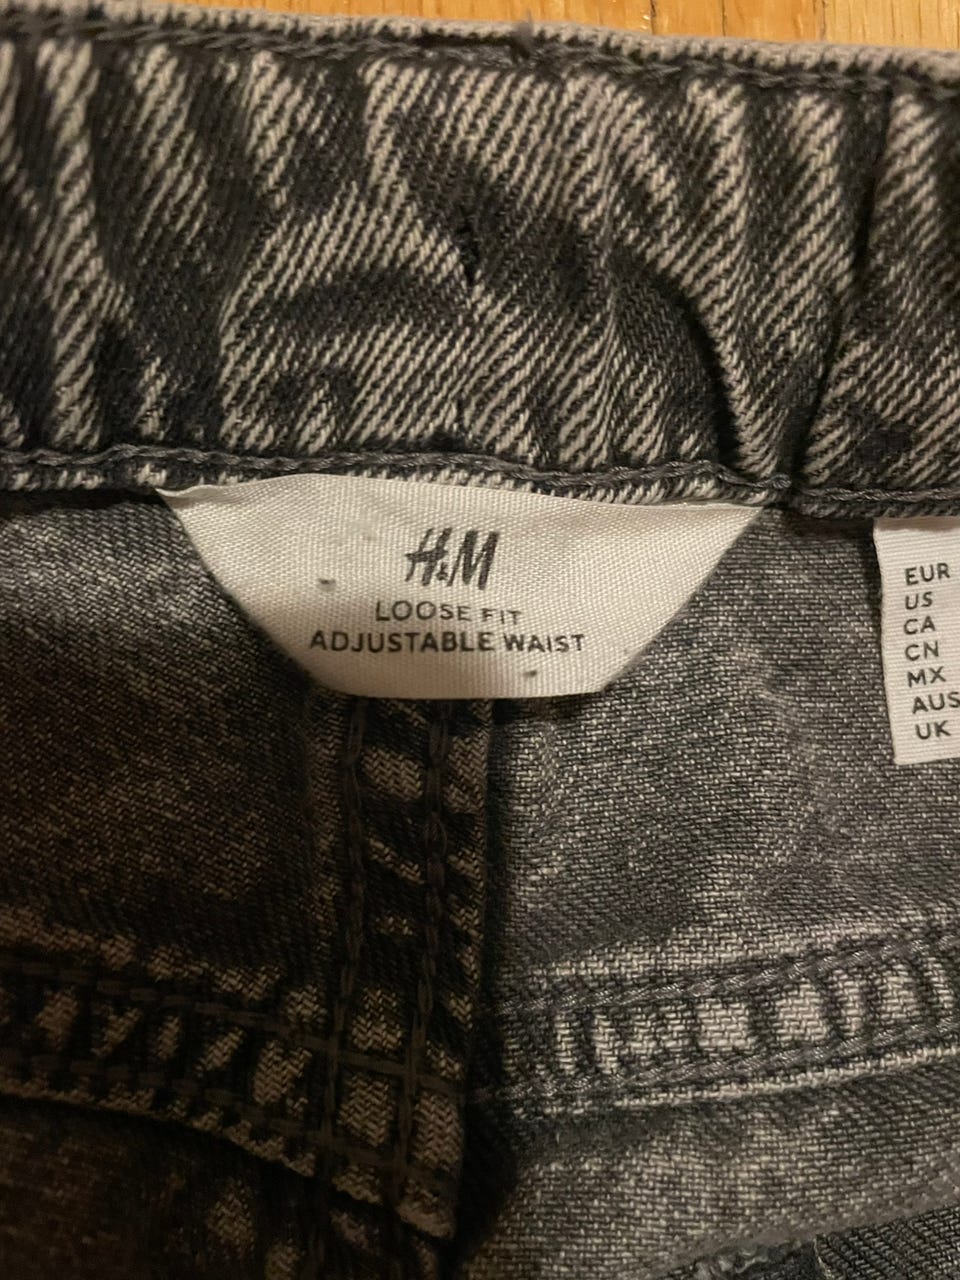 H&M
LOOSE FIT
ADJUSTABLE WAIST
EUR
US
CA
CN
MX
AUS
UK